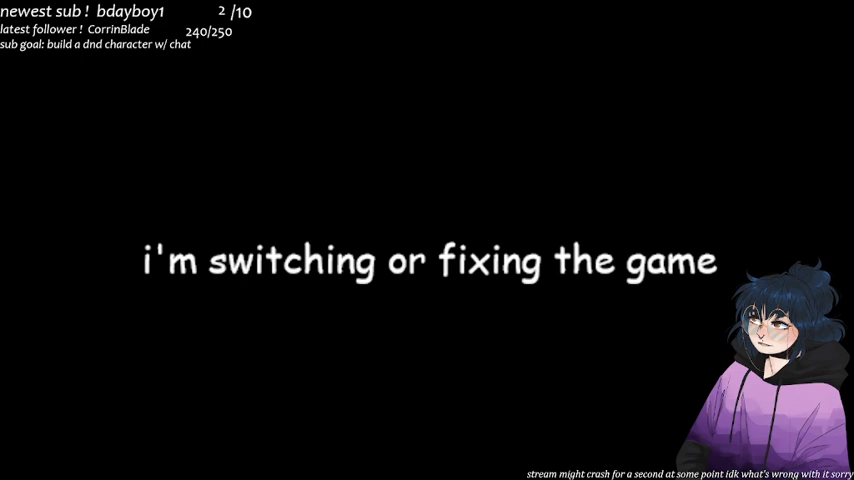 newest sub ! bdayboy1 2 /10
latest follower ! CorrinBlade 240/250
sub goal: build a dnd character w/ chat
i'm switching or fixing the game
stream might crash for a second at some point idk what's wrong with it sorry